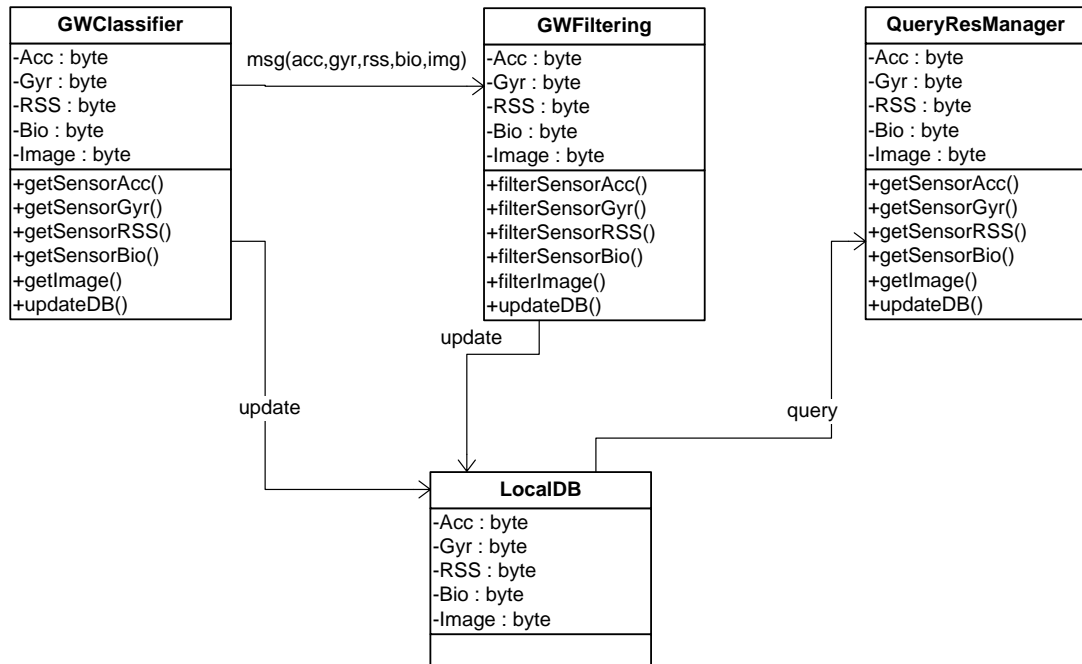 GWClassifier
-Acc : byte
-Gyr : byte
-RSS : byte
-Bio : byte
-Image : byte
+getSensorAcc()
+getSensorGyr()
+getSensorRSS()
+getSensorBio()
+getImage()
+updateDB()
msg(acc,gyr,rss,bio,img)
GWFiltering
-Acc : byte
-Gyr : byte
-RSS : byte
-Bio : byte
-Image : byte
+filterSensorAcc()
+filterSensorGyr()
+filterSensorRSS()
+filterSensorBio()
+filterImage()
+updateDB()
QueryResManager
-Acc : byte
-Gyr : byte
-RSS : byte
-Bio : byte
-Image : byte
+getSensorAcc()
+getSensorGyr()
+getSensorRSS()
+getSensorBio()
+getImage()
+updateDB()
update
update
query
LocalDB
-Acc : byte
-Gyr : byte
-RSS : byte
-Bio : byte
-Image : byte